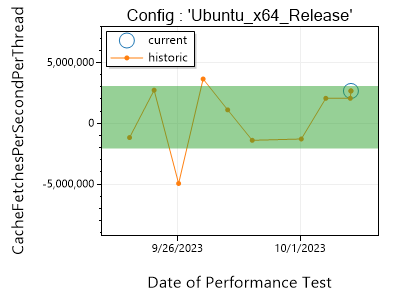 Config : 'Ubuntu_x64_Release'
current
historic
CacheFetchesPerSecondPerThread
5,000,000
0
-5,000,000
9/26/2023
10/1/2023
Date of Performance Test